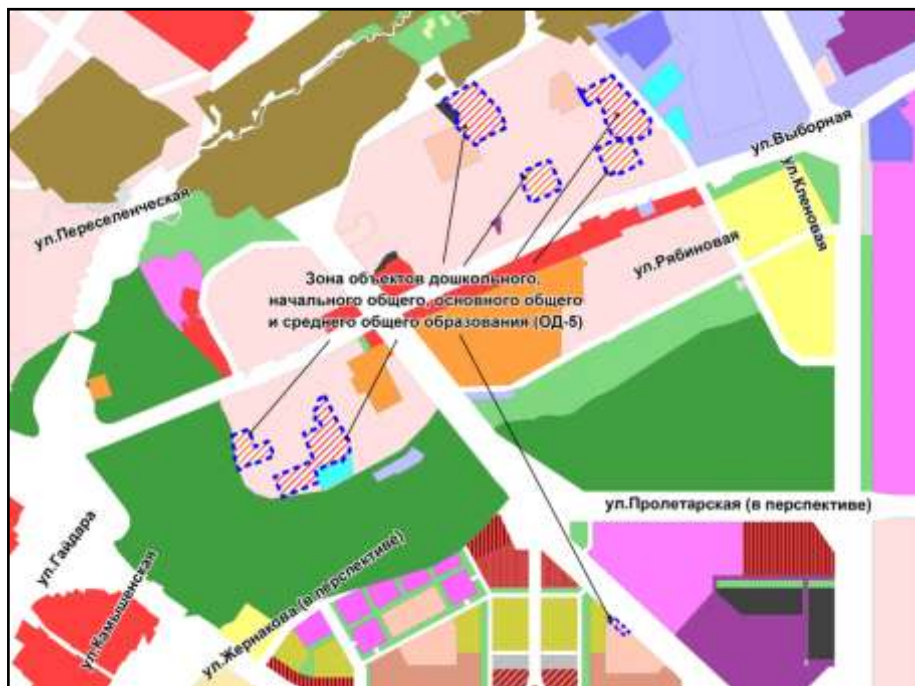 ул.Выборная
ул.Кленовая
ул.Переселенческая
ул.Рябиновая
Зона объектов дошкольного,
начального общего, основного общего
и среднего общего образования (ОД-5)
ул.Пролетарская (в перспективе)
ул.Гайдара
ул.Камышенская
ул.Жернакова (в перспективе)